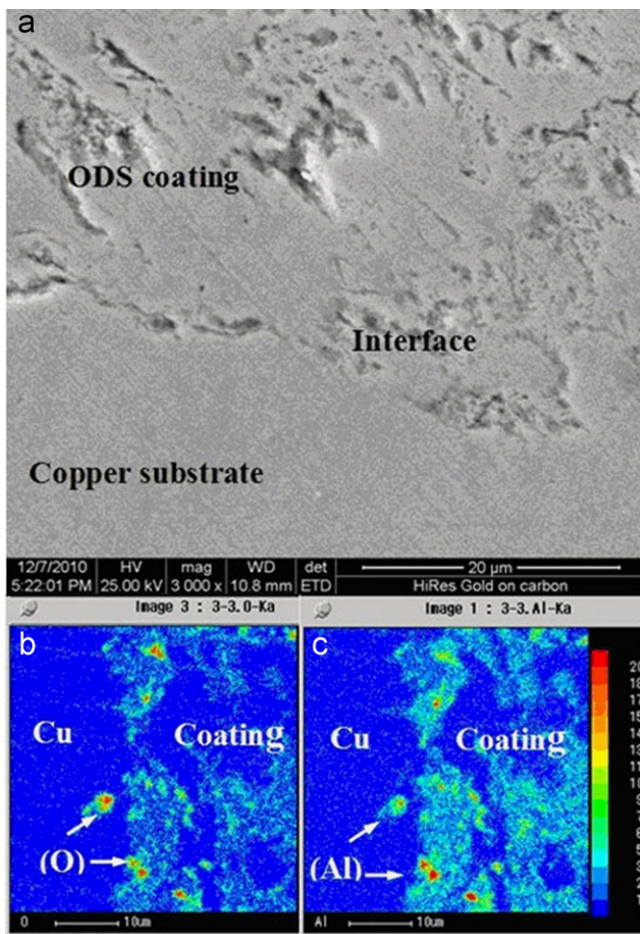 a
ODS coating
Interface
Copper substrate
12/7/2010 HV mag WD det 20 µm
5:22:01 PM 25.00 kV 3 000 x 10.8 mm ETD HiRes Gold on carbon
Image 3 : 3-3.O-Ka Image 1 : 3-3.Al-Ka
b c
Cu Coating Cu Coating
(O) (Al)
O 10um Al 10um